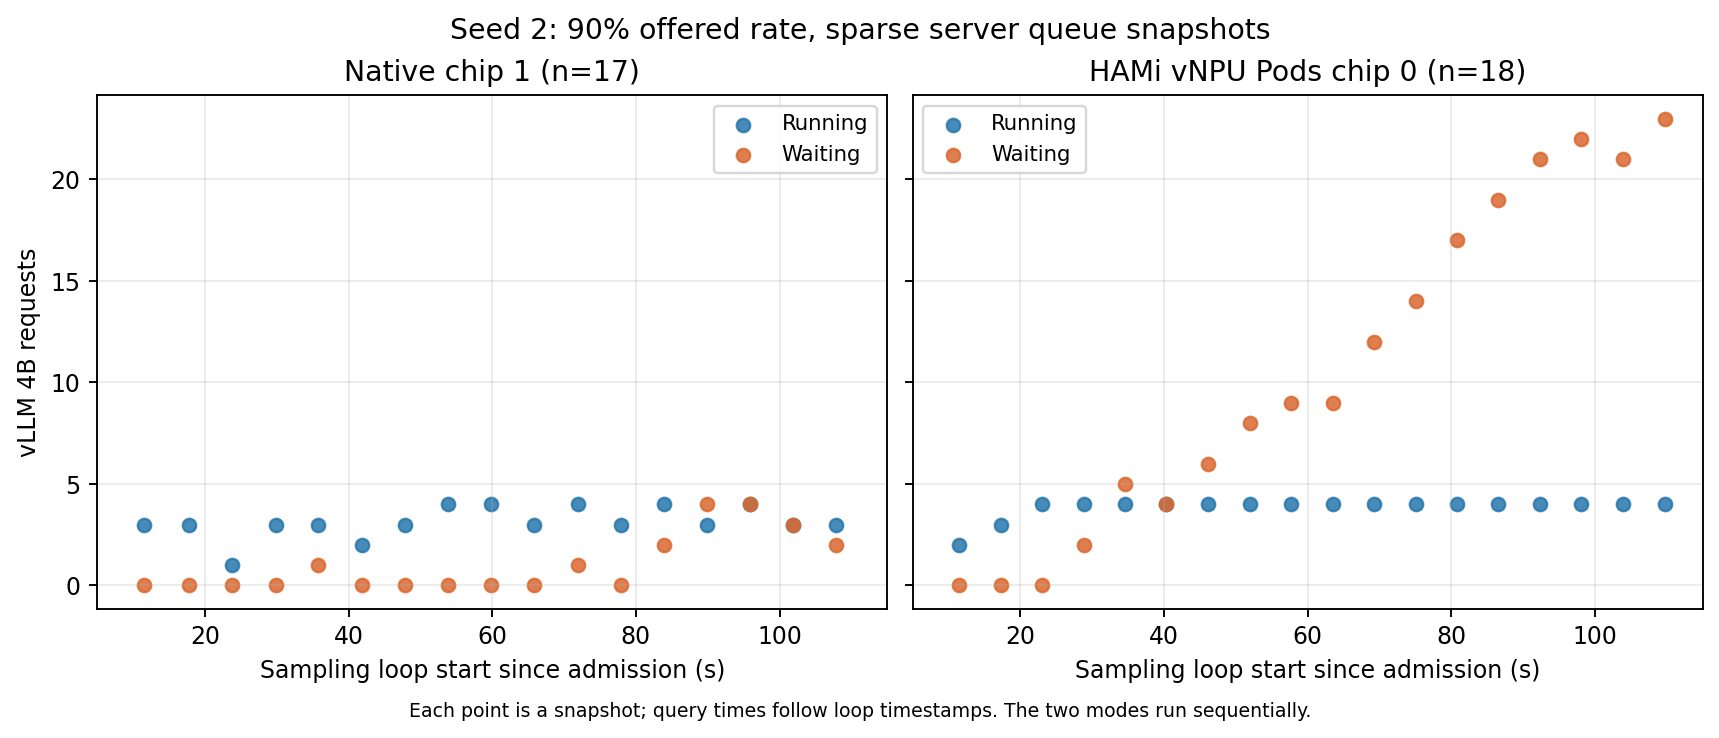 Seed 2: 90% offered rate, sparse server queue snapshots
Native chip 1 (n=17)
Running
Waiting
vLLM 4B requests
20
15
10
5
0
20 40 60 80 100
Sampling loop start since admission (s)
HAMi vNPU Pods chip 0 (n=18)
Running
Waiting
20 40 60 80 100
Sampling loop start since admission (s)
Each point is a snapshot; query times follow loop timestamps. The two modes run sequentially.